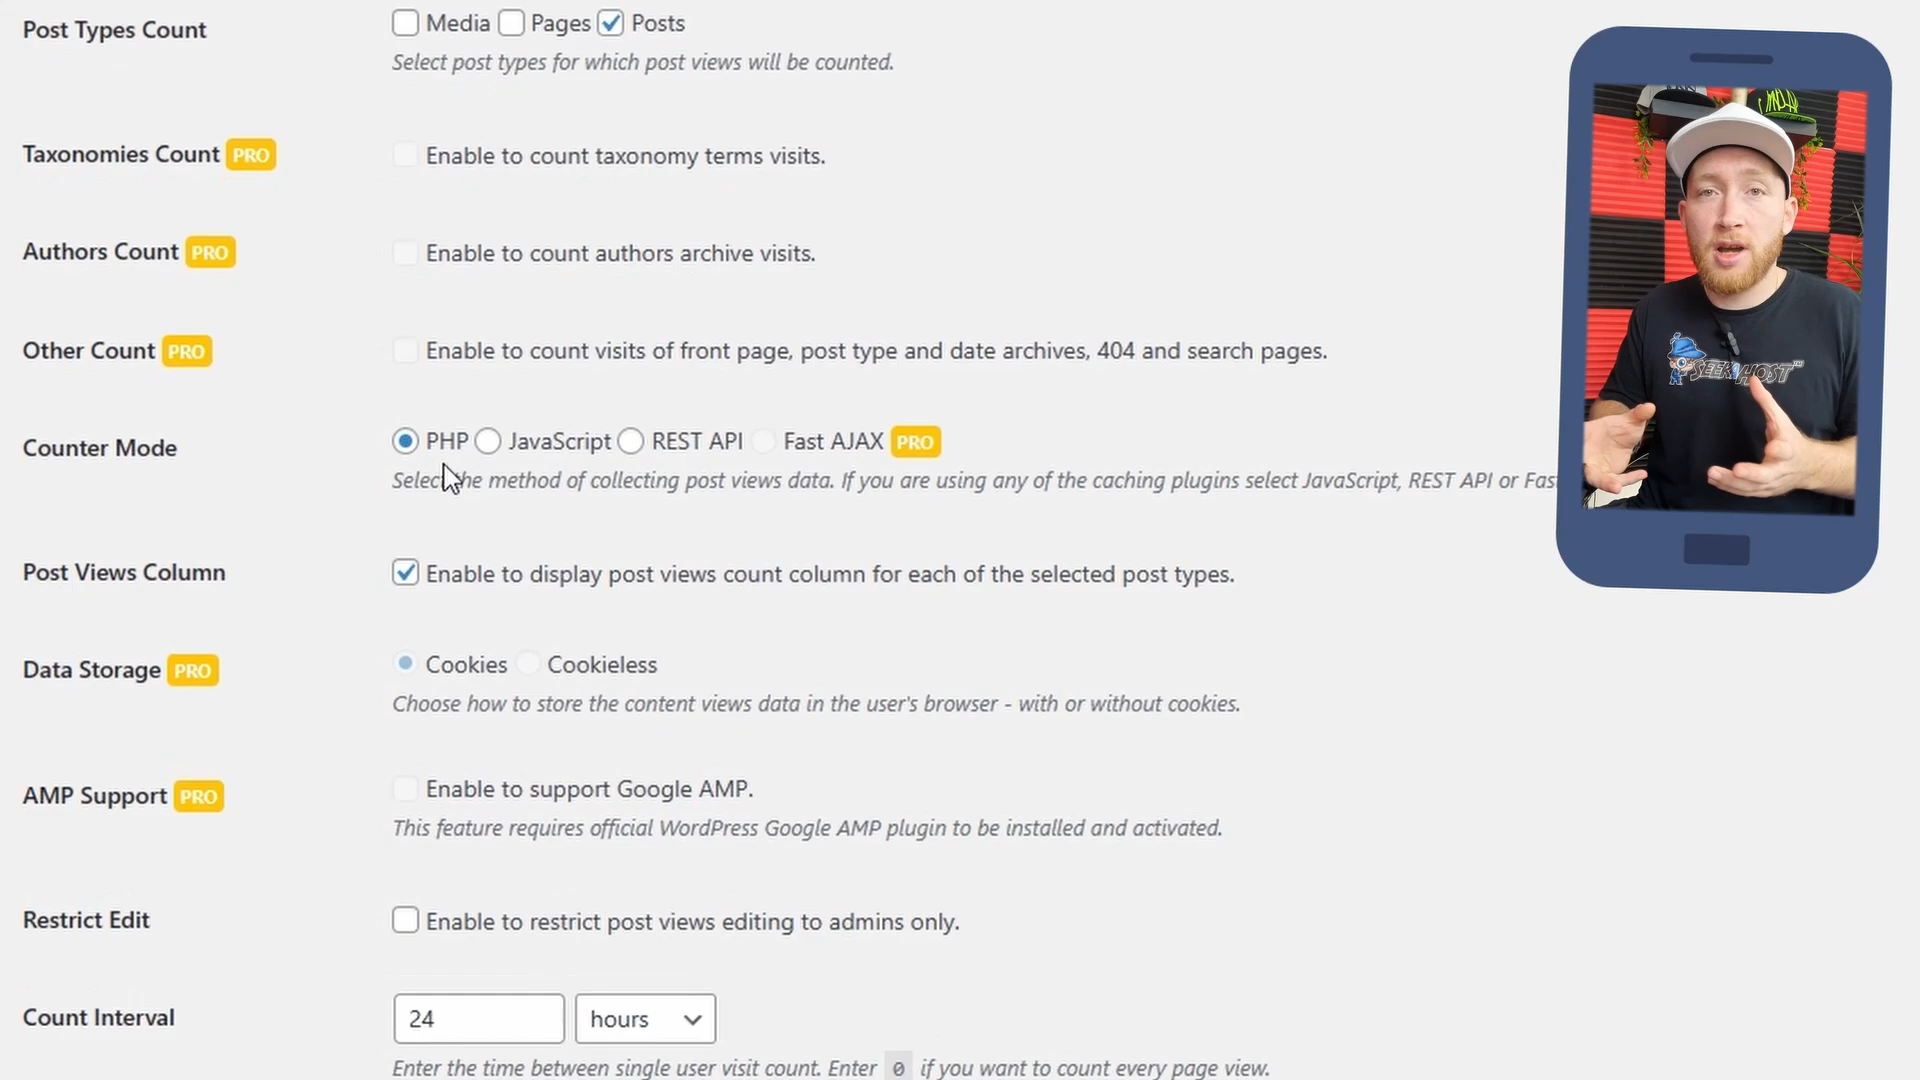 Post Types Count
Media Pages Posts
Select post types for which post views will be counted.
Taxonomies Count PRO
Enable to count taxonomy terms visits.
Authors Count PRO
Enable to count authors archive visits.
Other Count PRO
Enable to count visits of front page, post type and date archives, 404 and search pages.
Counter Mode
PHP JavaScript REST API Fast AJAX PRO
Select the method of collecting post views data. If you are using any of the caching plugins select JavaScript, REST API or Fas
Post Views Column
Enable to display post views count column for each of the selected post types.
Data Storage PRO
Cookies Cookieless
Choose how to store the content views data in the user's browser - with or without cookies.
AMP Support PRO
Enable to support Google AMP.
This feature requires official WordPress Google AMP plugin to be installed and activated.
Restrict Edit
Enable to restrict post views editing to admins only.
Count Interval
24 hours
Enter the time between single user visit count. Enter 0 if you want to count every page view.
SEEKAHOST™